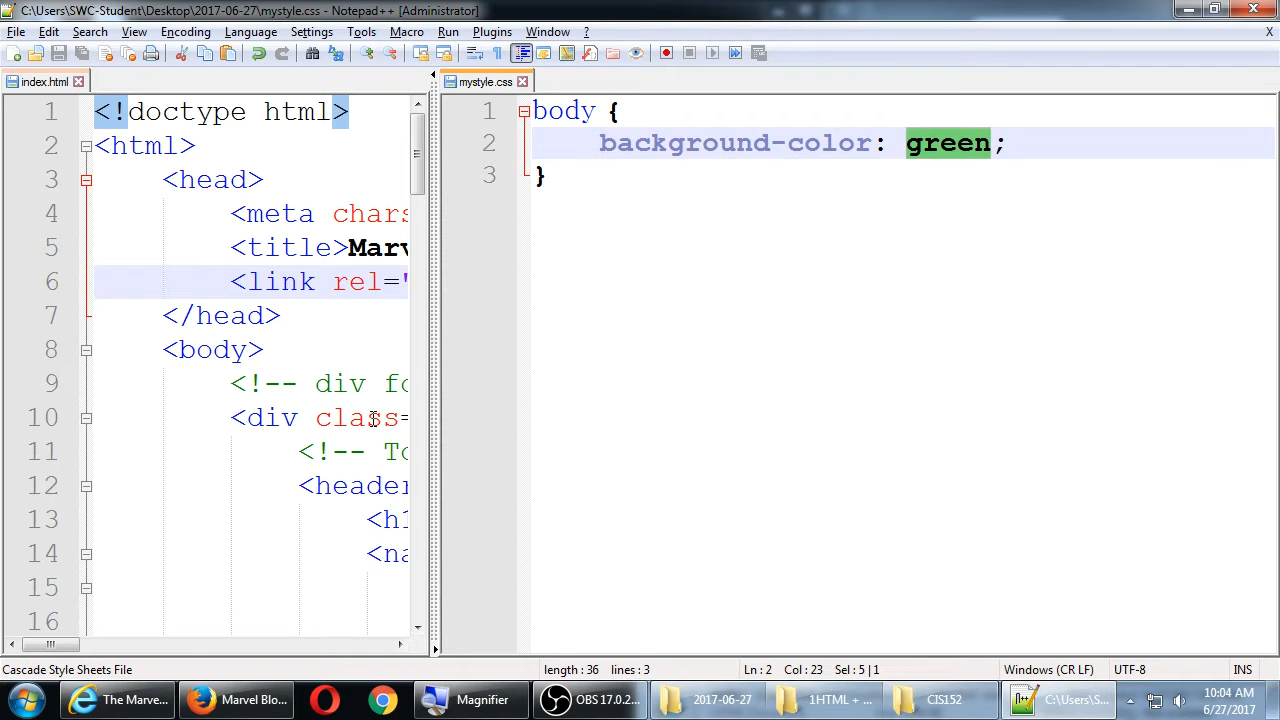 C:\Users\SWC-Student\Desktop\2017-06-27\mystyle.css - Notepad++ [Administrator]
File Edit Search View Encoding Language Settings Tools Macro Run Plugins Window ? X
index.html
mystyle.css
1 <!doctype html>
2 <html>
3 <head>
4 <meta chars
5 <title>Marv
6 <link rel="
7 </head>
8 <body>
9 <!-- div fo
10 <div class=
11 <!-- To
12 <header
13 <h1
14 <na
15
16
1 body {
2 background-color: green;
3 }
Cascade Style Sheets File length : 36 lines : 3 Ln : 2 Col : 23 Sel : 5 | 1 Windows (CR LF) UTF-8 INS
The Marve... Marvel Blo... Magnifier OBS 17.0.2... 2017-06-27 1HTML + ... CIS152 C:\Users\S... 10:04 AM
6/27/2017